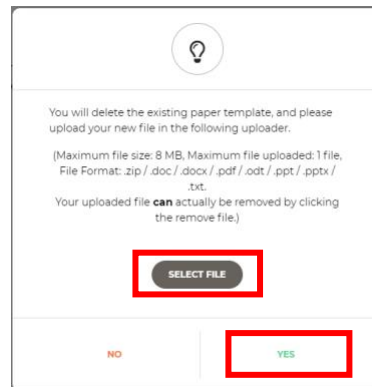 You will delete the existing paper template, and please
upload your new file in the following uploader.
(Maximum file size: 8 MB, Maximum file uploaded: 1 file,
File Format: .zip / .doc / .docx / .pdf / .odt / .ppt / .pptx /
.txt.
Your uploaded file can actually be removed by clicking
the remove file.)
SELECT FILE
NO
YES